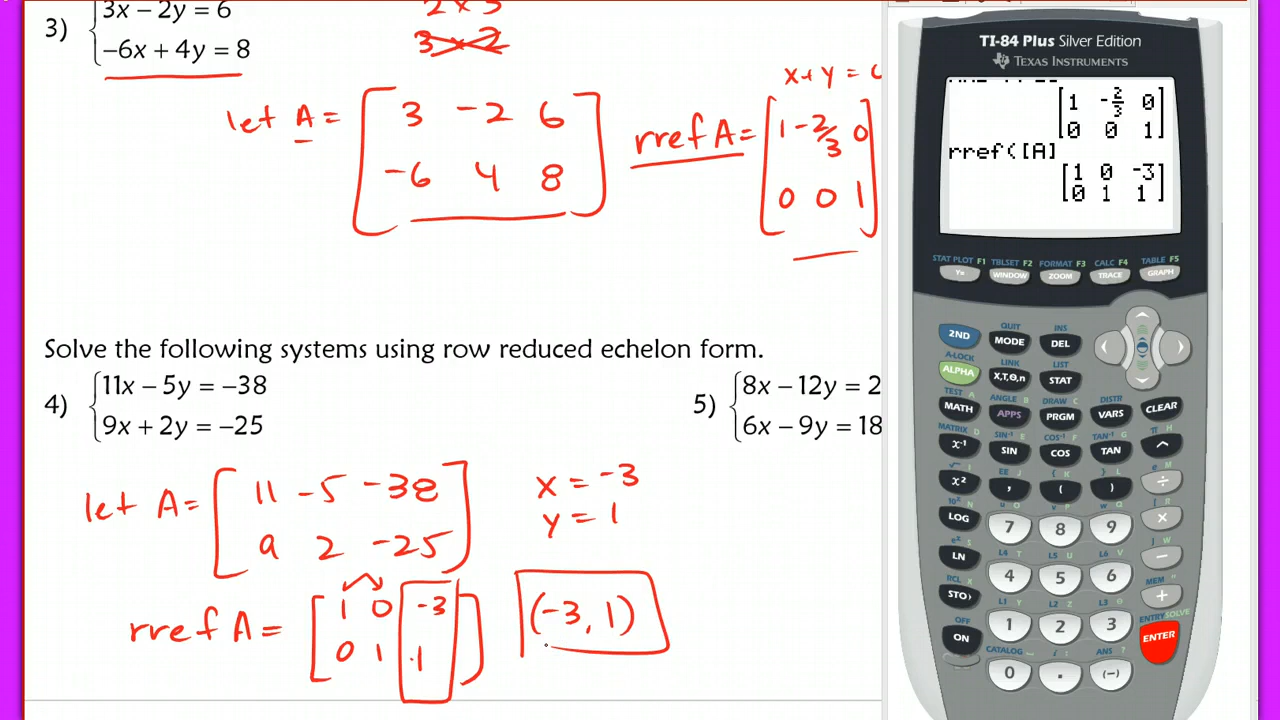 3) 3x − 2y = 6
−6x + 4y = 8
2 x 3
3 x 2
let A = [3 −2 6
−6 4 8]
x + y =
rref A = [1 −2/3 0
0 0 1]
Solve the following systems using row reduced echelon form.
4) 11x − 5y = −38
9x + 2y = −25
let A = [11 −5 −38
9 2 −25]
rref A = [1 0 −3
0 1 1]
x = −3
y = 1
(−3, 1)
5) 8x − 12y = 2
6x − 9y = 18
TI-84 Plus Silver Edition
TEXAS INSTRUMENTS
[1 -2/3 0]
[0 0 1]
rref([A]
[1 0 -3]
[0 1 1]
STAT PLOT F1 TBLSET F2 FORMAT F3 CALC F4 TABLE F5
Y= WINDOW ZOOM TRACE GRAPH
QUIT INS
2ND MODE DEL
A-LOCK LINK LIST
ALPHA X,T,θ,n STAT
TEST A ANGLE B DRAW C DISTR
MATH APPS PRGM VARS CLEAR
MATRIX D SIN⁻¹ E COS⁻¹ F TAN⁻¹ G π H
x⁻¹ SIN COS TAN ^
√ I EE J { K } L e M
x² , ( ) ÷
10ˣ N u O v P w Q [ R
LOG 7 8 9 ×
eˣ S L4 T L5 U L6 V ] W
LN 4 5 6 −
RCL X L1 Y L2 Z L3 θ MEM "
STO› 1 2 3 +
OFF CATALOG i : ANS ? ENTRY SOLVE
ON 0 . (−) ENTER